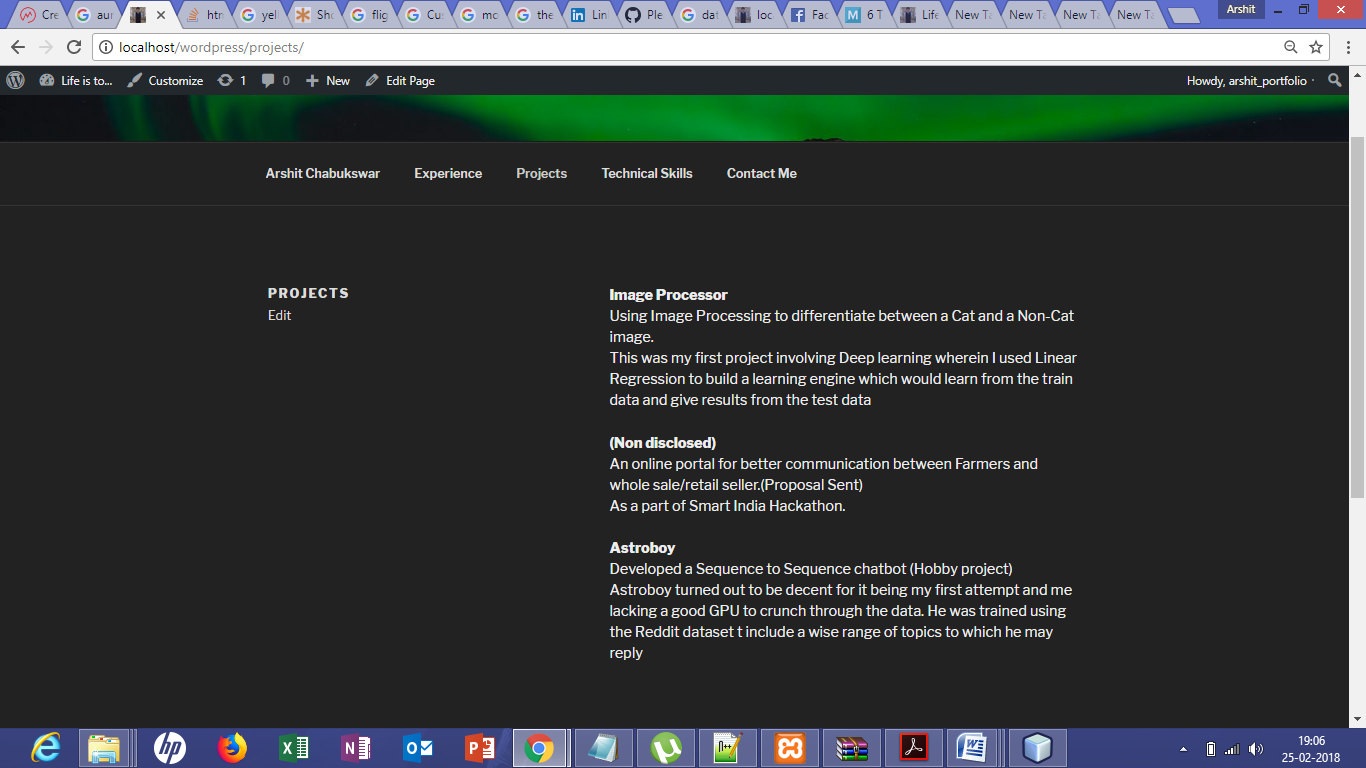 Cre
aur
htn
yel
Sho
flig
Cus
mo
the
Lin
Ple
dat
loc
Fac
6 T
Life
New Ta
New Ta
New Ta
New Ta
Arshit
localhost/wordpress/projects/
Life is to...
Customize
1
0
New
Edit Page
Howdy, arshit_portfolio
Arshit Chabukswar
Experience
Projects
Technical Skills
Contact Me
PROJECTS
Edit
Image Processor
Using Image Processing to differentiate between a Cat and a Non-Cat
image.
This was my first project involving Deep learning wherein I used Linear
Regression to build a learning engine which would learn from the train
data and give results from the test data
(Non disclosed)
An online portal for better communication between Farmers and
whole sale/retail seller.(Proposal Sent)
As a part of Smart India Hackathon.
Astroboy
Developed a Sequence to Sequence chatbot (Hobby project)
Astroboy turned out to be decent for it being my first attempt and me
lacking a good GPU to crunch through the data. He was trained using
the Reddit dataset t include a wise range of topics to which he may
reply
19:06
25-02-2018